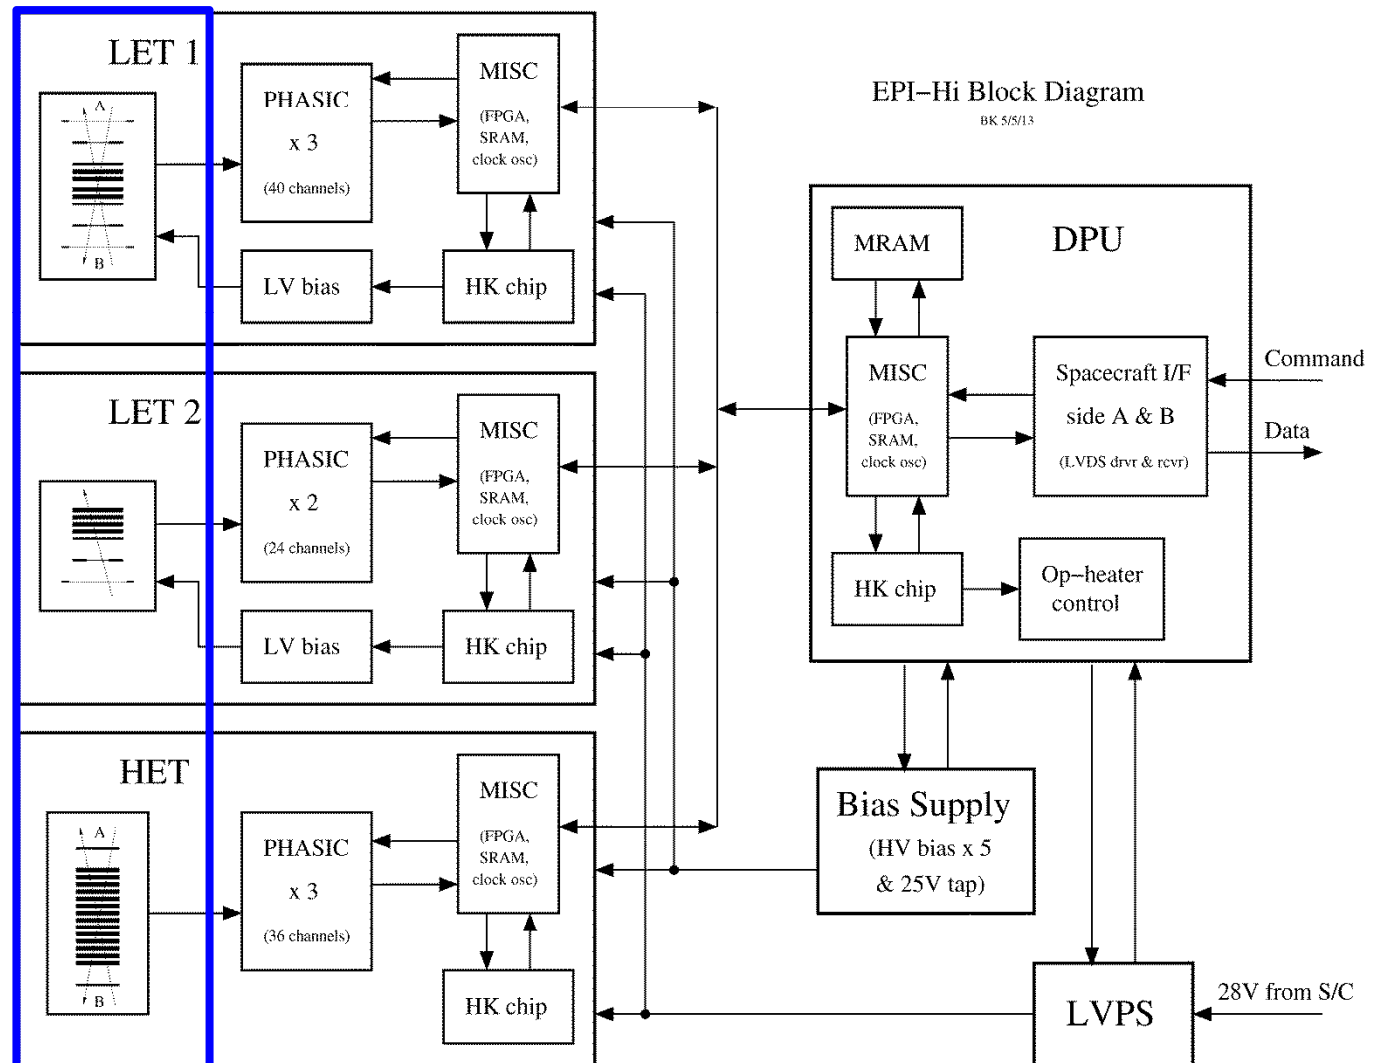 LET 1
A
B
PHASIC
x 3
(40 channels)
MISC
(FPGA,
SRAM,
clock osc)
LV bias
HK chip
LET 2
PHASIC
x 2
(24 channels)
MISC
(FPGA,
SRAM,
clock osc)
LV bias
HK chip
HET
A
B
PHASIC
x 3
(36 channels)
MISC
(FPGA,
SRAM,
clock osc)
HK chip
EPI−Hi Block Diagram
BK 5/5/13
DPU
MRAM
MISC
(FPGA,
SRAM,
clock osc)
Spacecraft I/F
side A & B
(LVDS drvr & rcvr)
Command
Data
HK chip
Op−heater
control
Bias Supply
(HV bias x 5
& 25V tap)
LVPS
28V from S/C